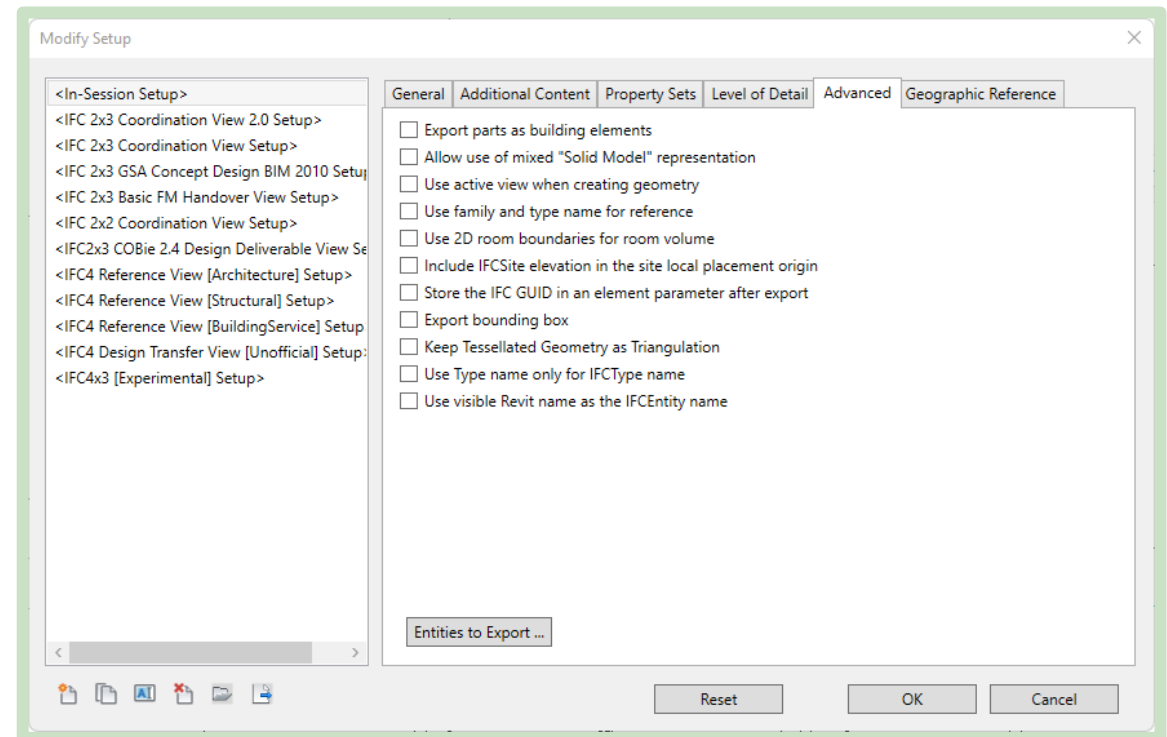 Modify Setup
<In-Session Setup>
<IFC 2x3 Coordination View 2.0 Setup>
<IFC 2x3 Coordination View Setup>
<IFC 2x3 GSA Concept Design BIM 2010 Setu
<IFC 2x3 Basic FM Handover View Setup>
<IFC 2x2 Coordination View Setup>
<IFC2x3 COBie 2.4 Design Deliverable View Se
<IFC4 Reference View [Architecture] Setup>
<IFC4 Reference View [Structural] Setup>
<IFC4 Reference View [BuildingService] Setup
<IFC4 Design Transfer View [Unofficial] Setup>
<IFC4x3 [Experimental] Setup>
General Additional Content Property Sets Level of Detail Advanced Geographic Reference
Export parts as building elements
Allow use of mixed "Solid Model" representation
Use active view when creating geometry
Use family and type name for reference
Use 2D room boundaries for room volume
Include IFCSite elevation in the site local placement origin
Store the IFC GUID in an element parameter after export
Export bounding box
Keep Tessellated Geometry as Triangulation
Use Type name only for IFCType name
Use visible Revit name as the IFCEntity name
Entities to Export ...
Reset OK Cancel